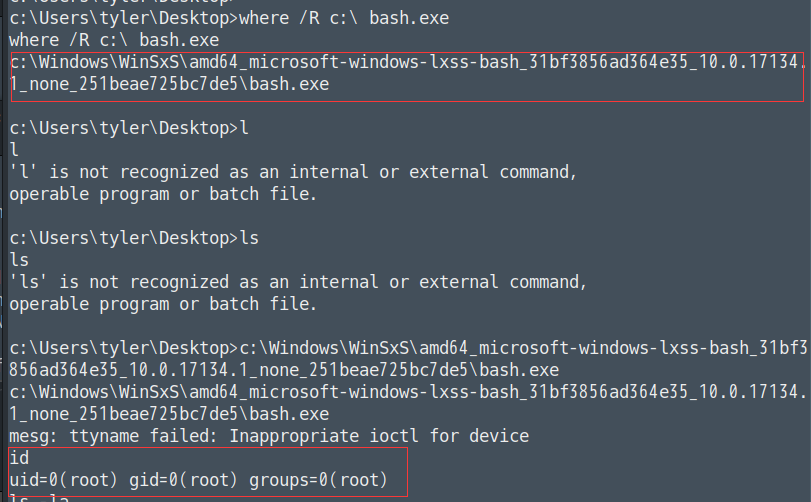 c:\Users\tyler\Desktop>where /R c:\ bash.exe
where /R c:\ bash.exe
c:\Windows\WinSxS\amd64_microsoft-windows-lxss-bash_31bf3856ad364e35_10.0.17134.
1_none_251beae725bc7de5\bash.exe
c:\Users\tyler\Desktop>l
l
'l' is not recognized as an internal or external command,
operable program or batch file.
c:\Users\tyler\Desktop>ls
ls
'ls' is not recognized as an internal or external command,
operable program or batch file.
c:\Users\tyler\Desktop>c:\Windows\WinSxS\amd64_microsoft-windows-lxss-bash_31bf3
856ad364e35_10.0.17134.1_none_251beae725bc7de5\bash.exe
c:\Windows\WinSxS\amd64_microsoft-windows-lxss-bash_31bf3856ad364e35_10.0.17134.
1_none_251beae725bc7de5\bash.exe
mesg: ttyname failed: Inappropriate ioctl for device
id
uid=0(root) gid=0(root) groups=0(root)